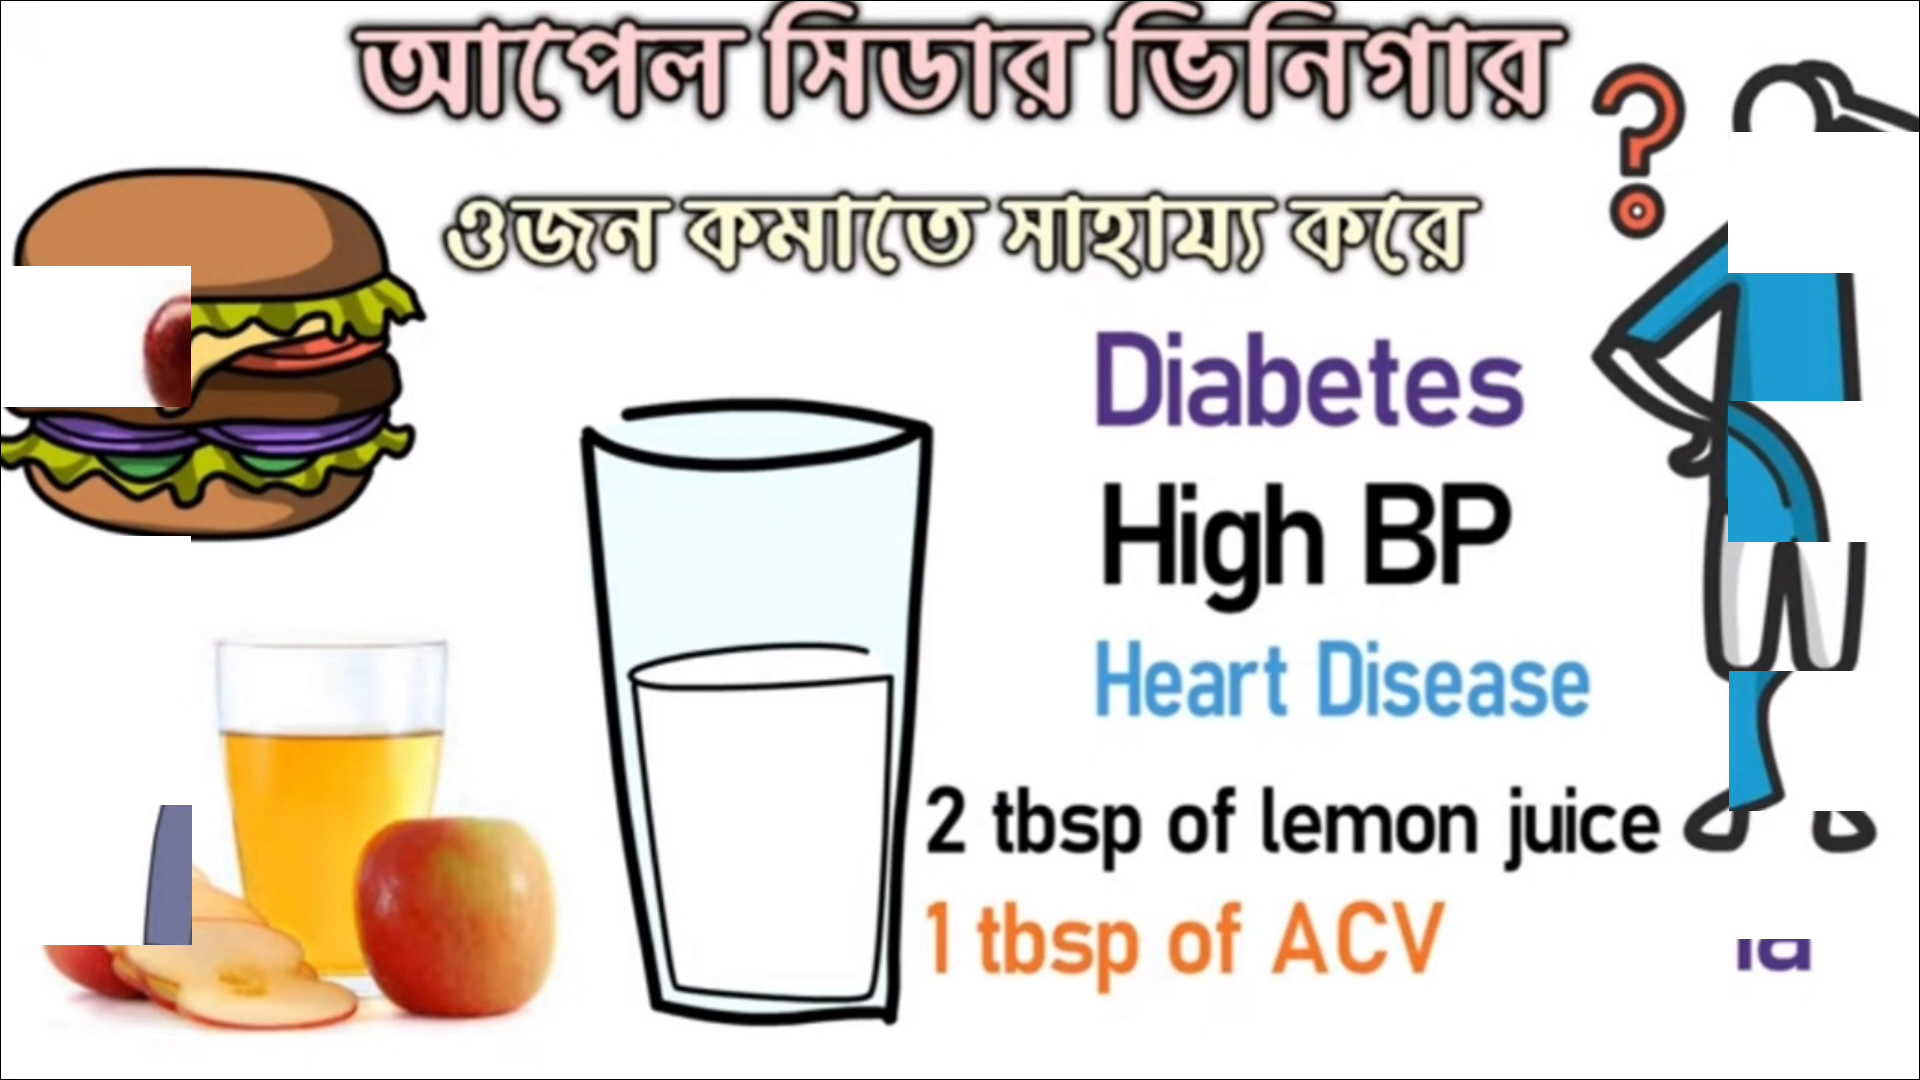 আপেল সিডার ভিনিগার
ওজন কমাতে সাহায্য করে
Diabetes
High BP
Heart Disease
2 tbsp of lemon juice
1 tbsp of ACV